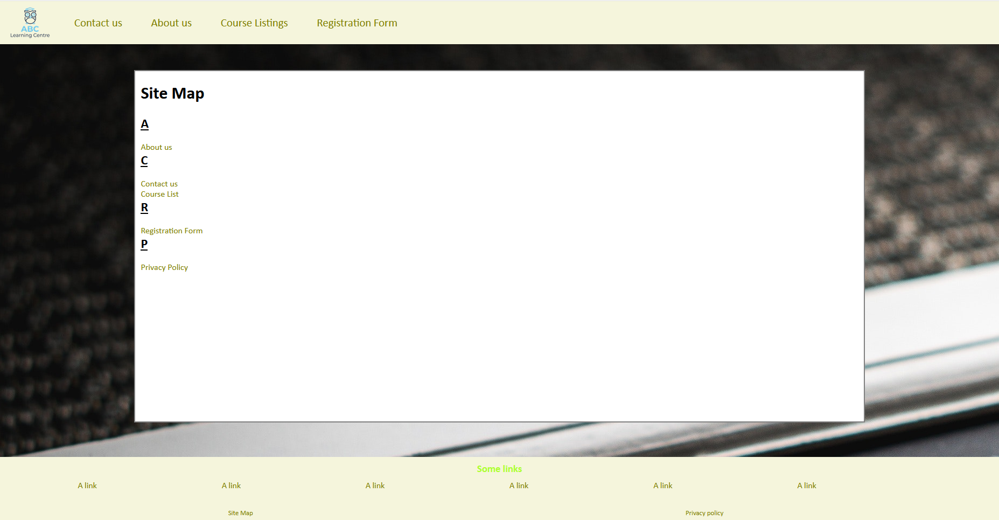 ABC
Learning Centre
Contact us About us Course Listings Registration Form
Site Map
A
About us
C
Contact us
Course List
R
Registration Form
P
Privacy Policy
Some links
A link A link A link A link A link A link
Site Map Privacy policy